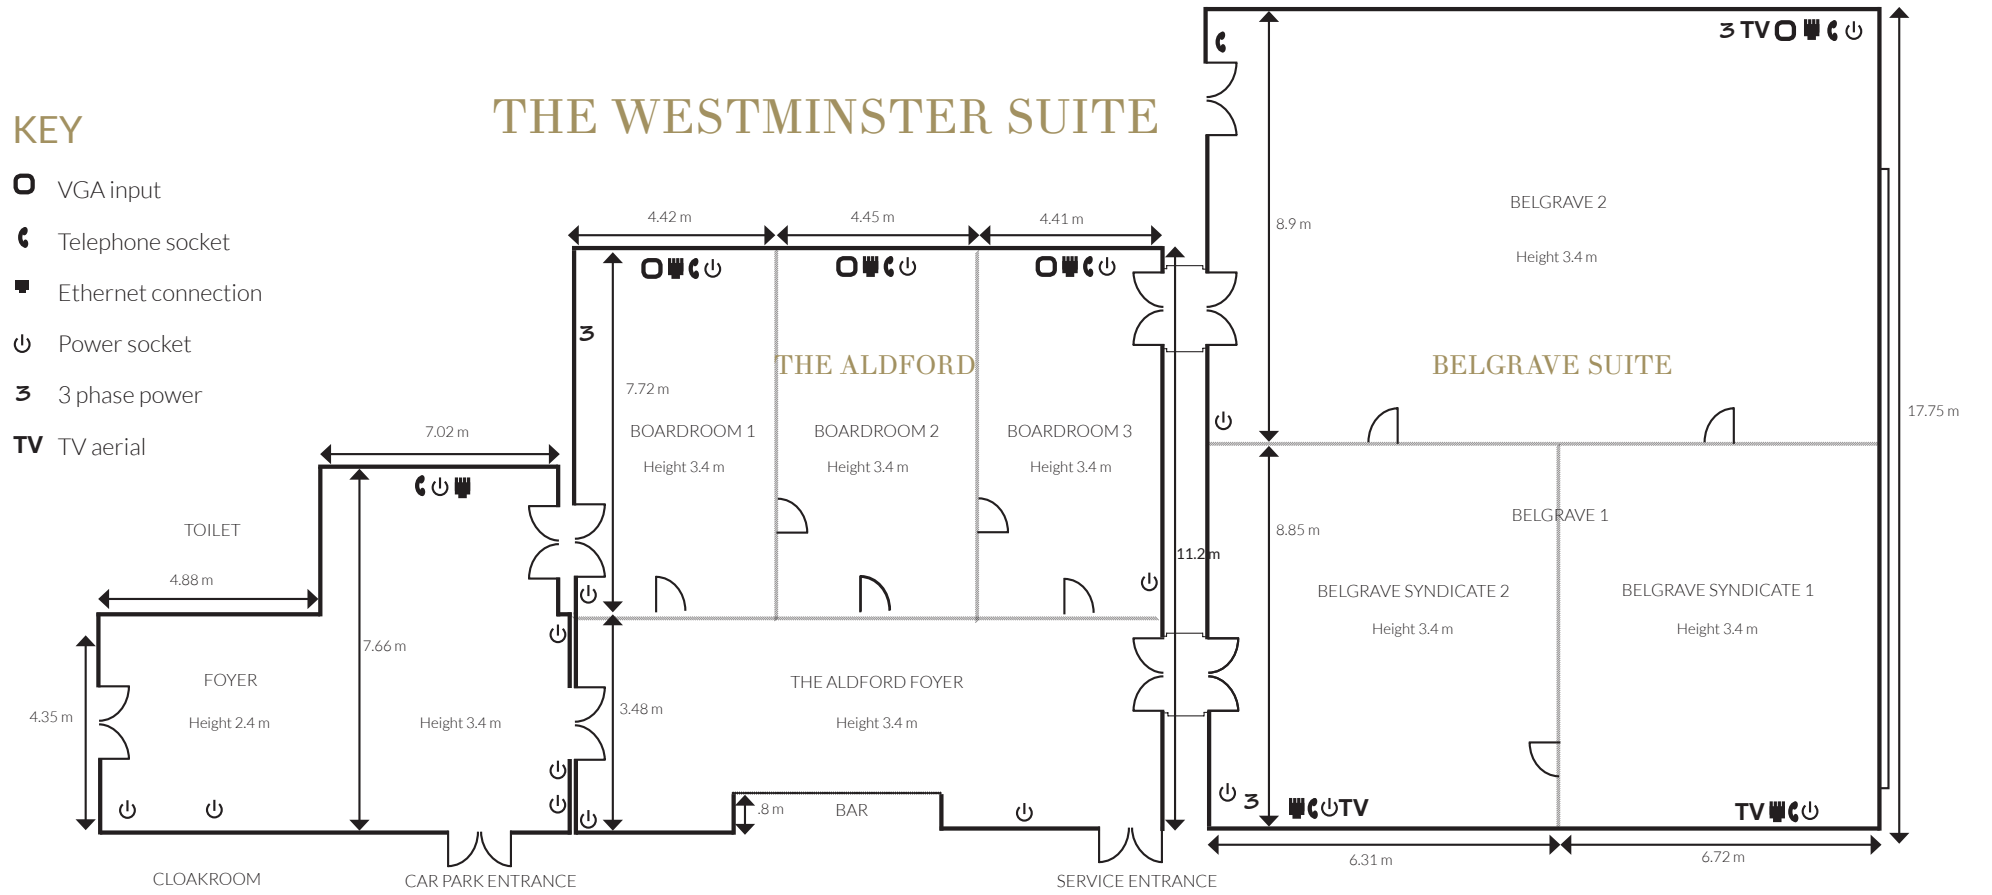 THE WESTMINSTER SUITE
KEY
VGA input
Telephone socket
Ethernet connection
Power socket
3 3 phase power
TV TV aerial
TOILET
4.88 m
4.35 m
FOYER
Height 2.4 m
CLOAKROOM
7.02 m
7.66 m
Height 3.4 m
CAR PARK ENTRANCE
4.42 m
4.45 m
4.41 m
3
7.72 m
THE ALDFORD
BOARDROOM 1
Height 3.4 m
BOARDROOM 2
Height 3.4 m
BOARDROOM 3
Height 3.4 m
3.48 m
THE ALDFORD FOYER
Height 3.4 m
.8 m
BAR
SERVICE ENTRANCE
11.2 m
3 TV
8.9 m
BELGRAVE 2
Height 3.4 m
BELGRAVE SUITE
17.75 m
8.85 m
BELGRAVE 1
BELGRAVE SYNDICATE 2
Height 3.4 m
BELGRAVE SYNDICATE 1
Height 3.4 m
3
TV
TV
6.31 m
6.72 m